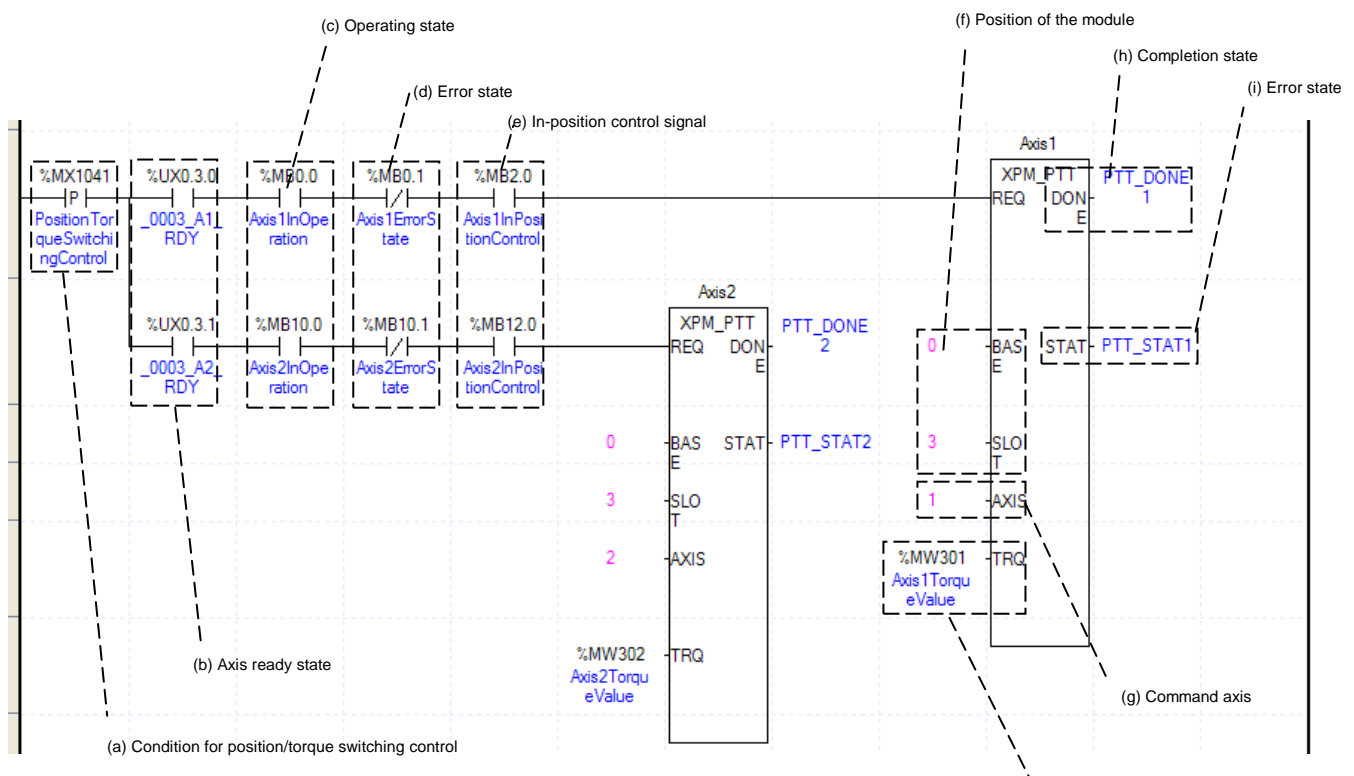 (f) Position of the module
(c) Operating state
(h) Completion state
(i) Error state
(d) Error state
(e) In-position control signal
Axis1
%MX1041
%UX0.3.0
%MB0.0
%MB0.1
%MB2.0
XPM_PTT
PTT_DONE
1
P
REQ
DON
E
PositionTor
queSwitchi
ngControl
_0003_A1_
RDY
Axis1InOpe
ration
Axis1ErrorS
tate
Axis1InPosi
tionControl
Axis2
%UX0.3.1
%MB10.0
%MB10.1
%MB12.0
XPM_PTT
PTT_DONE
2
REQ
DON
E
0
BAS
E
STAT
PTT_STAT1
_0003_A2_
RDY
Axis2InOpe
ration
Axis2ErrorS
tate
Axis2InPosi
tionControl
0
BAS
E
STAT
PTT_STAT2
3
SLO
T
3
SLO
T
1
AXIS
2
AXIS
%MW301
Axis1Torqu
eValue
TRQ
(b) Axis ready state
%MW302
Axis2Torqu
eValue
TRQ
(g) Command axis
(a) Condition for position/torque switching control